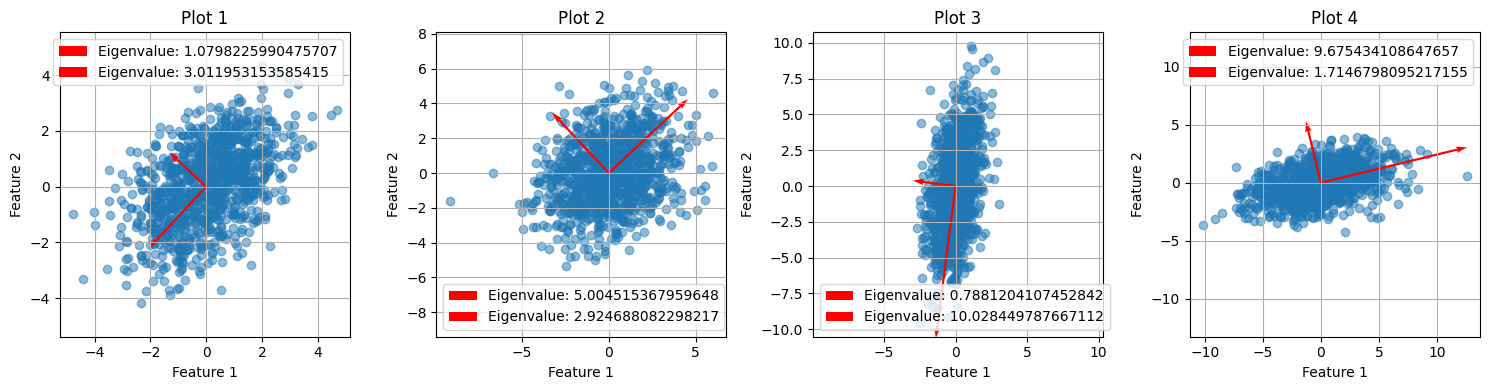 Plot 1
Eigenvalue: 1.0798225990475707
Eigenvalue: 3.011953153585415
4
2
0
−2
−4
Feature 2
−4 −2 0 2 4
Feature 1
Plot 2
8
6
4
2
0
−2
−4
−6
−8
Feature 2
Eigenvalue: 5.004515367959648
Eigenvalue: 2.924688082298217
−5 0 5
Feature 1
Plot 3
10.0
7.5
5.0
2.5
0.0
−2.5
−5.0
−7.5
−10.0
Feature 2
Eigenvalue: 0.7881204107452842
Eigenvalue: 10.028449787667112
−5 0 5 10
Feature 1
Plot 4
Eigenvalue: 9.675434108647657
Eigenvalue: 1.7146798095217155
10
5
0
−5
−10
Feature 2
−10 −5 0 5 10
Feature 1